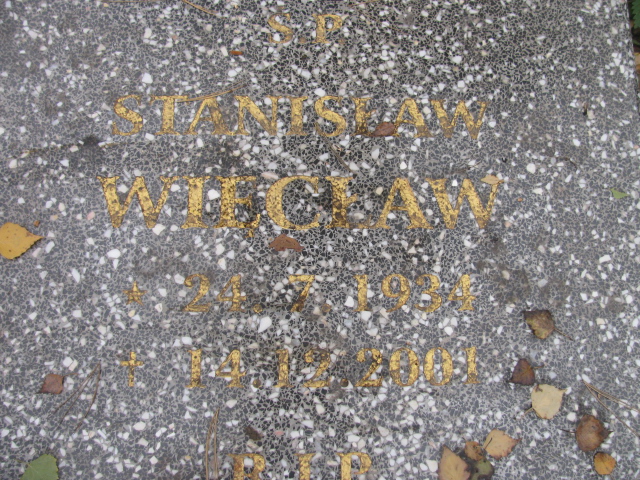 Ś.P.
STANISŁAW
WIĘCŁAW
* 24. 7. 1934
† 14.12.2001
R.I.P.